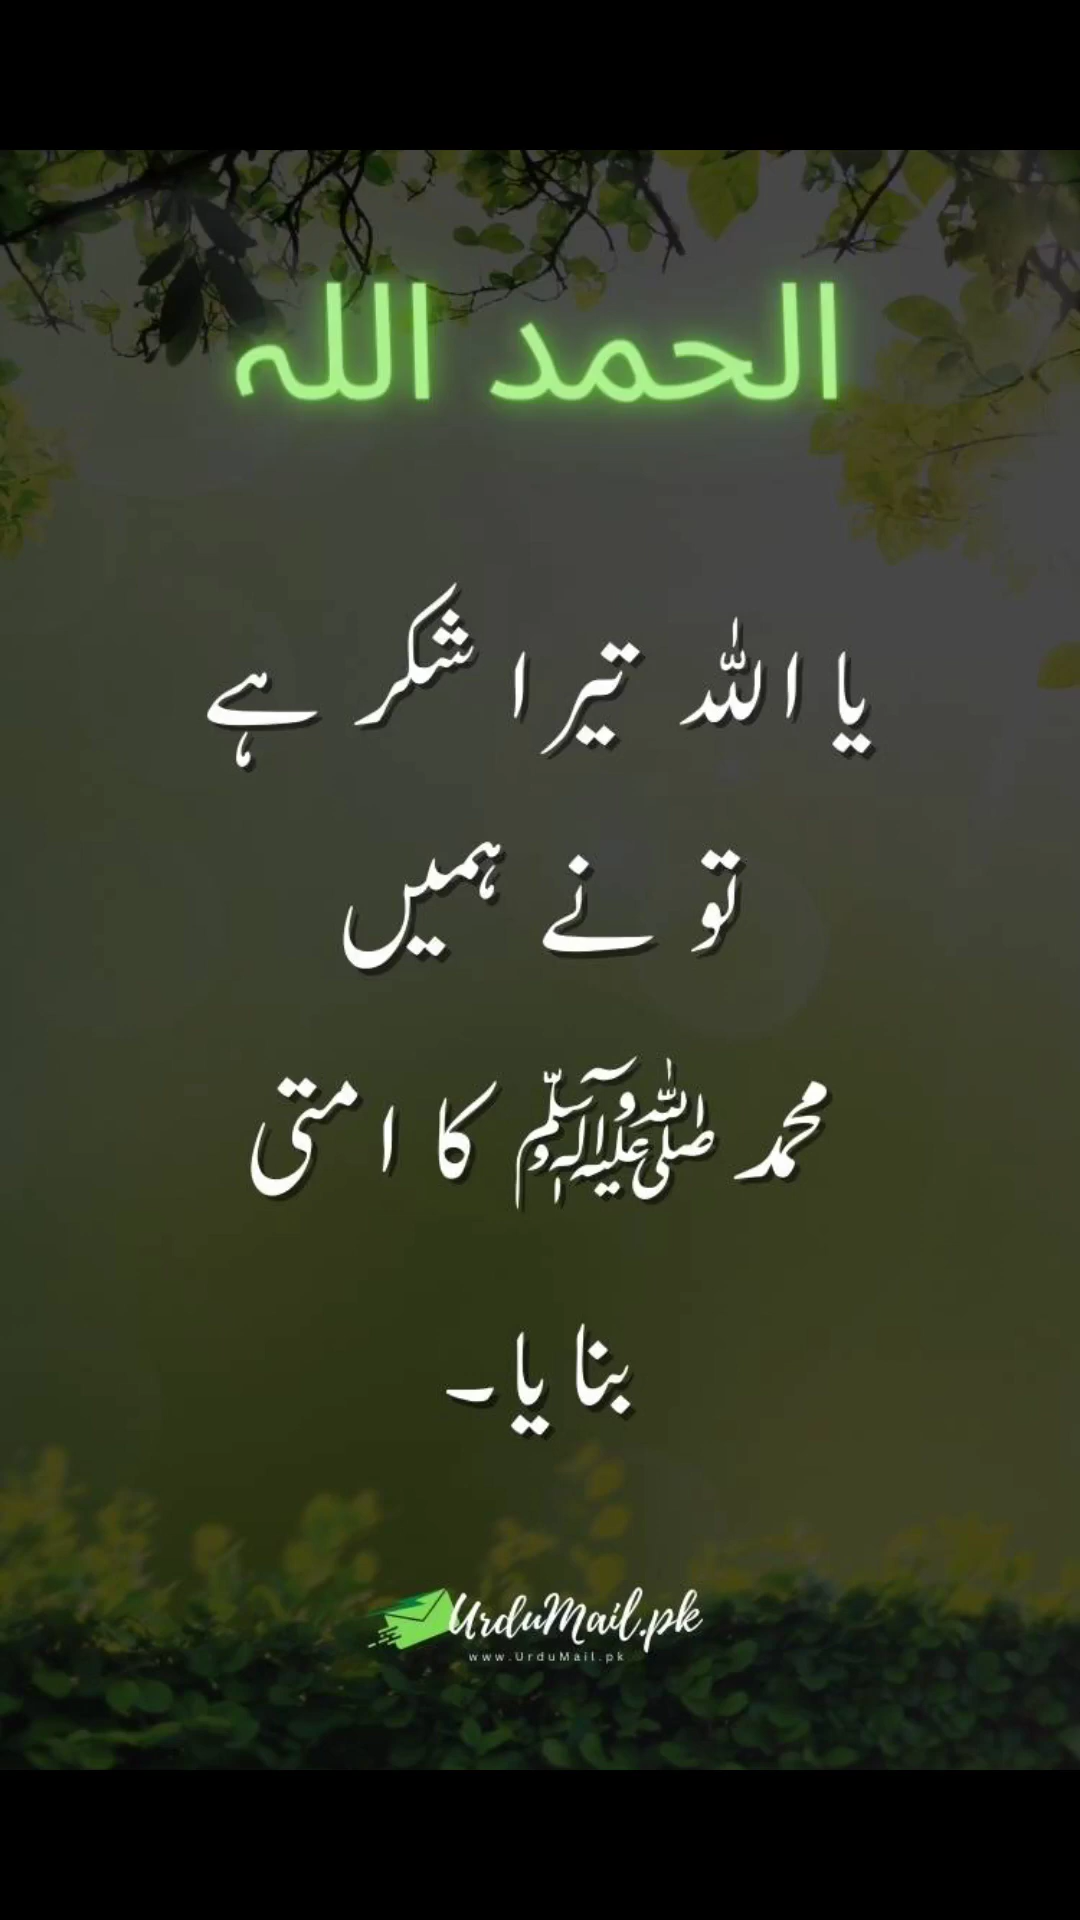 الحمد اللہ
یا اللہ تیرا شکر ہے
تو نے ہمیں
محمد ﷺ کا امتی
بنایا۔
UrduMail.pk
www.UrduMail.pk